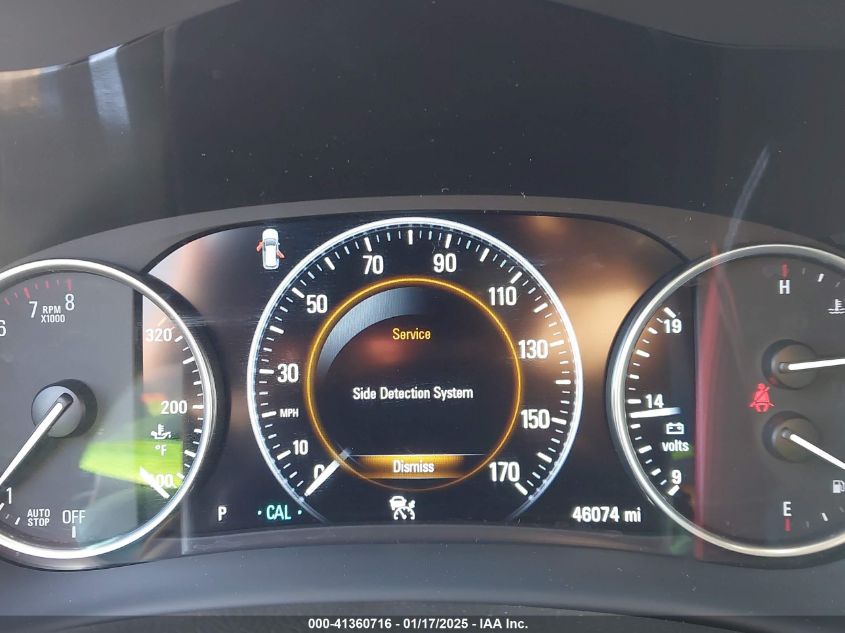 6 7 8
RPM
X1000
1
AUTO
STOP
OFF
320
200
°F
P
· CAL ·
0 10 30 50 70 90 110 130 150 170
MPH
Service
Side Detection System
Dismiss
46074 mi
19
14
volts
9
H
E
000-41360716 - 01/17/2025 - IAA Inc.